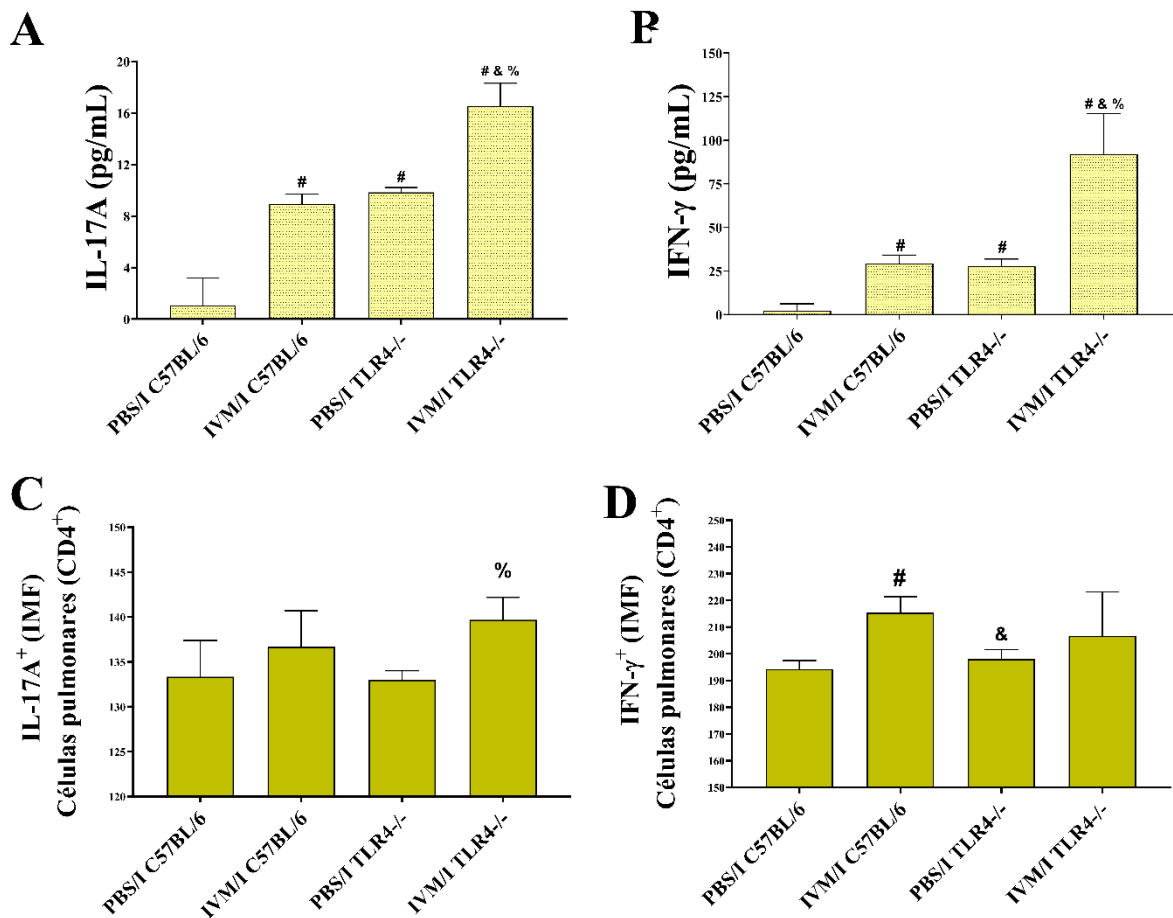 A
IL-17A (pg/mL)
20
16
12
8
4
0
#
#
# & %
PBS/I C57BL/6
IVM/I C57BL/6
PBS/I TLR4-/-
IVM/I TLR4-/-
B
IFN-γ (pg/mL)
150
125
100
75
50
25
0
#
#
# & %
PBS/I C57BL/6
IVM/I C57BL/6
PBS/I TLR4-/-
IVM/I TLR4-/-
C
IL-17A⁺ (IMF)
Células pulmonares (CD4⁺)
150
145
140
135
130
125
120
%
PBS/I C57BL/6
IVM/I C57BL/6
PBS/I TLR4-/-
IVM/I TLR4-/-
D
IFN-γ⁺ (IMF)
Células pulmonares (CD4⁺)
250
240
230
220
210
200
190
180
170
160
150
#
&
PBS/I C57BL/6
IVM/I C57BL/6
PBS/I TLR4-/-
IVM/I TLR4-/-